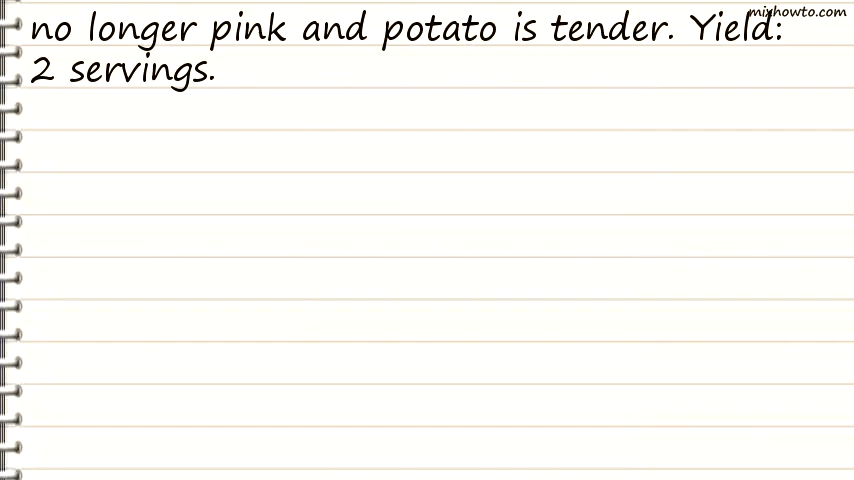 mixhowto.com
no longer pink and potato is tender. Yield:
2 servings.